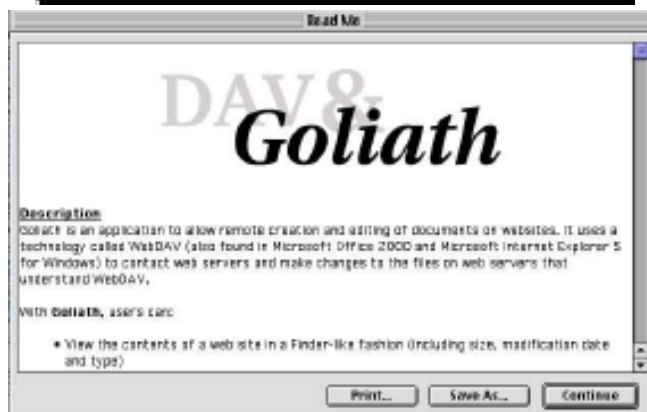 Read Me
DAV&
Goliath
Description
Goliath is an application to allow remote creation and editing of documents on websites. It uses a
technology called WebDAV (also found in Microsoft Office 2000 and Microsoft Internet Explorer 5
for Windows) to contact web servers and make changes to the files on web servers that
understand WebDAV.
With Goliath, users can:
• View the contents of a web site in a Finder-like fashion (including size, modification date
and type)
Print... Save As... Continue